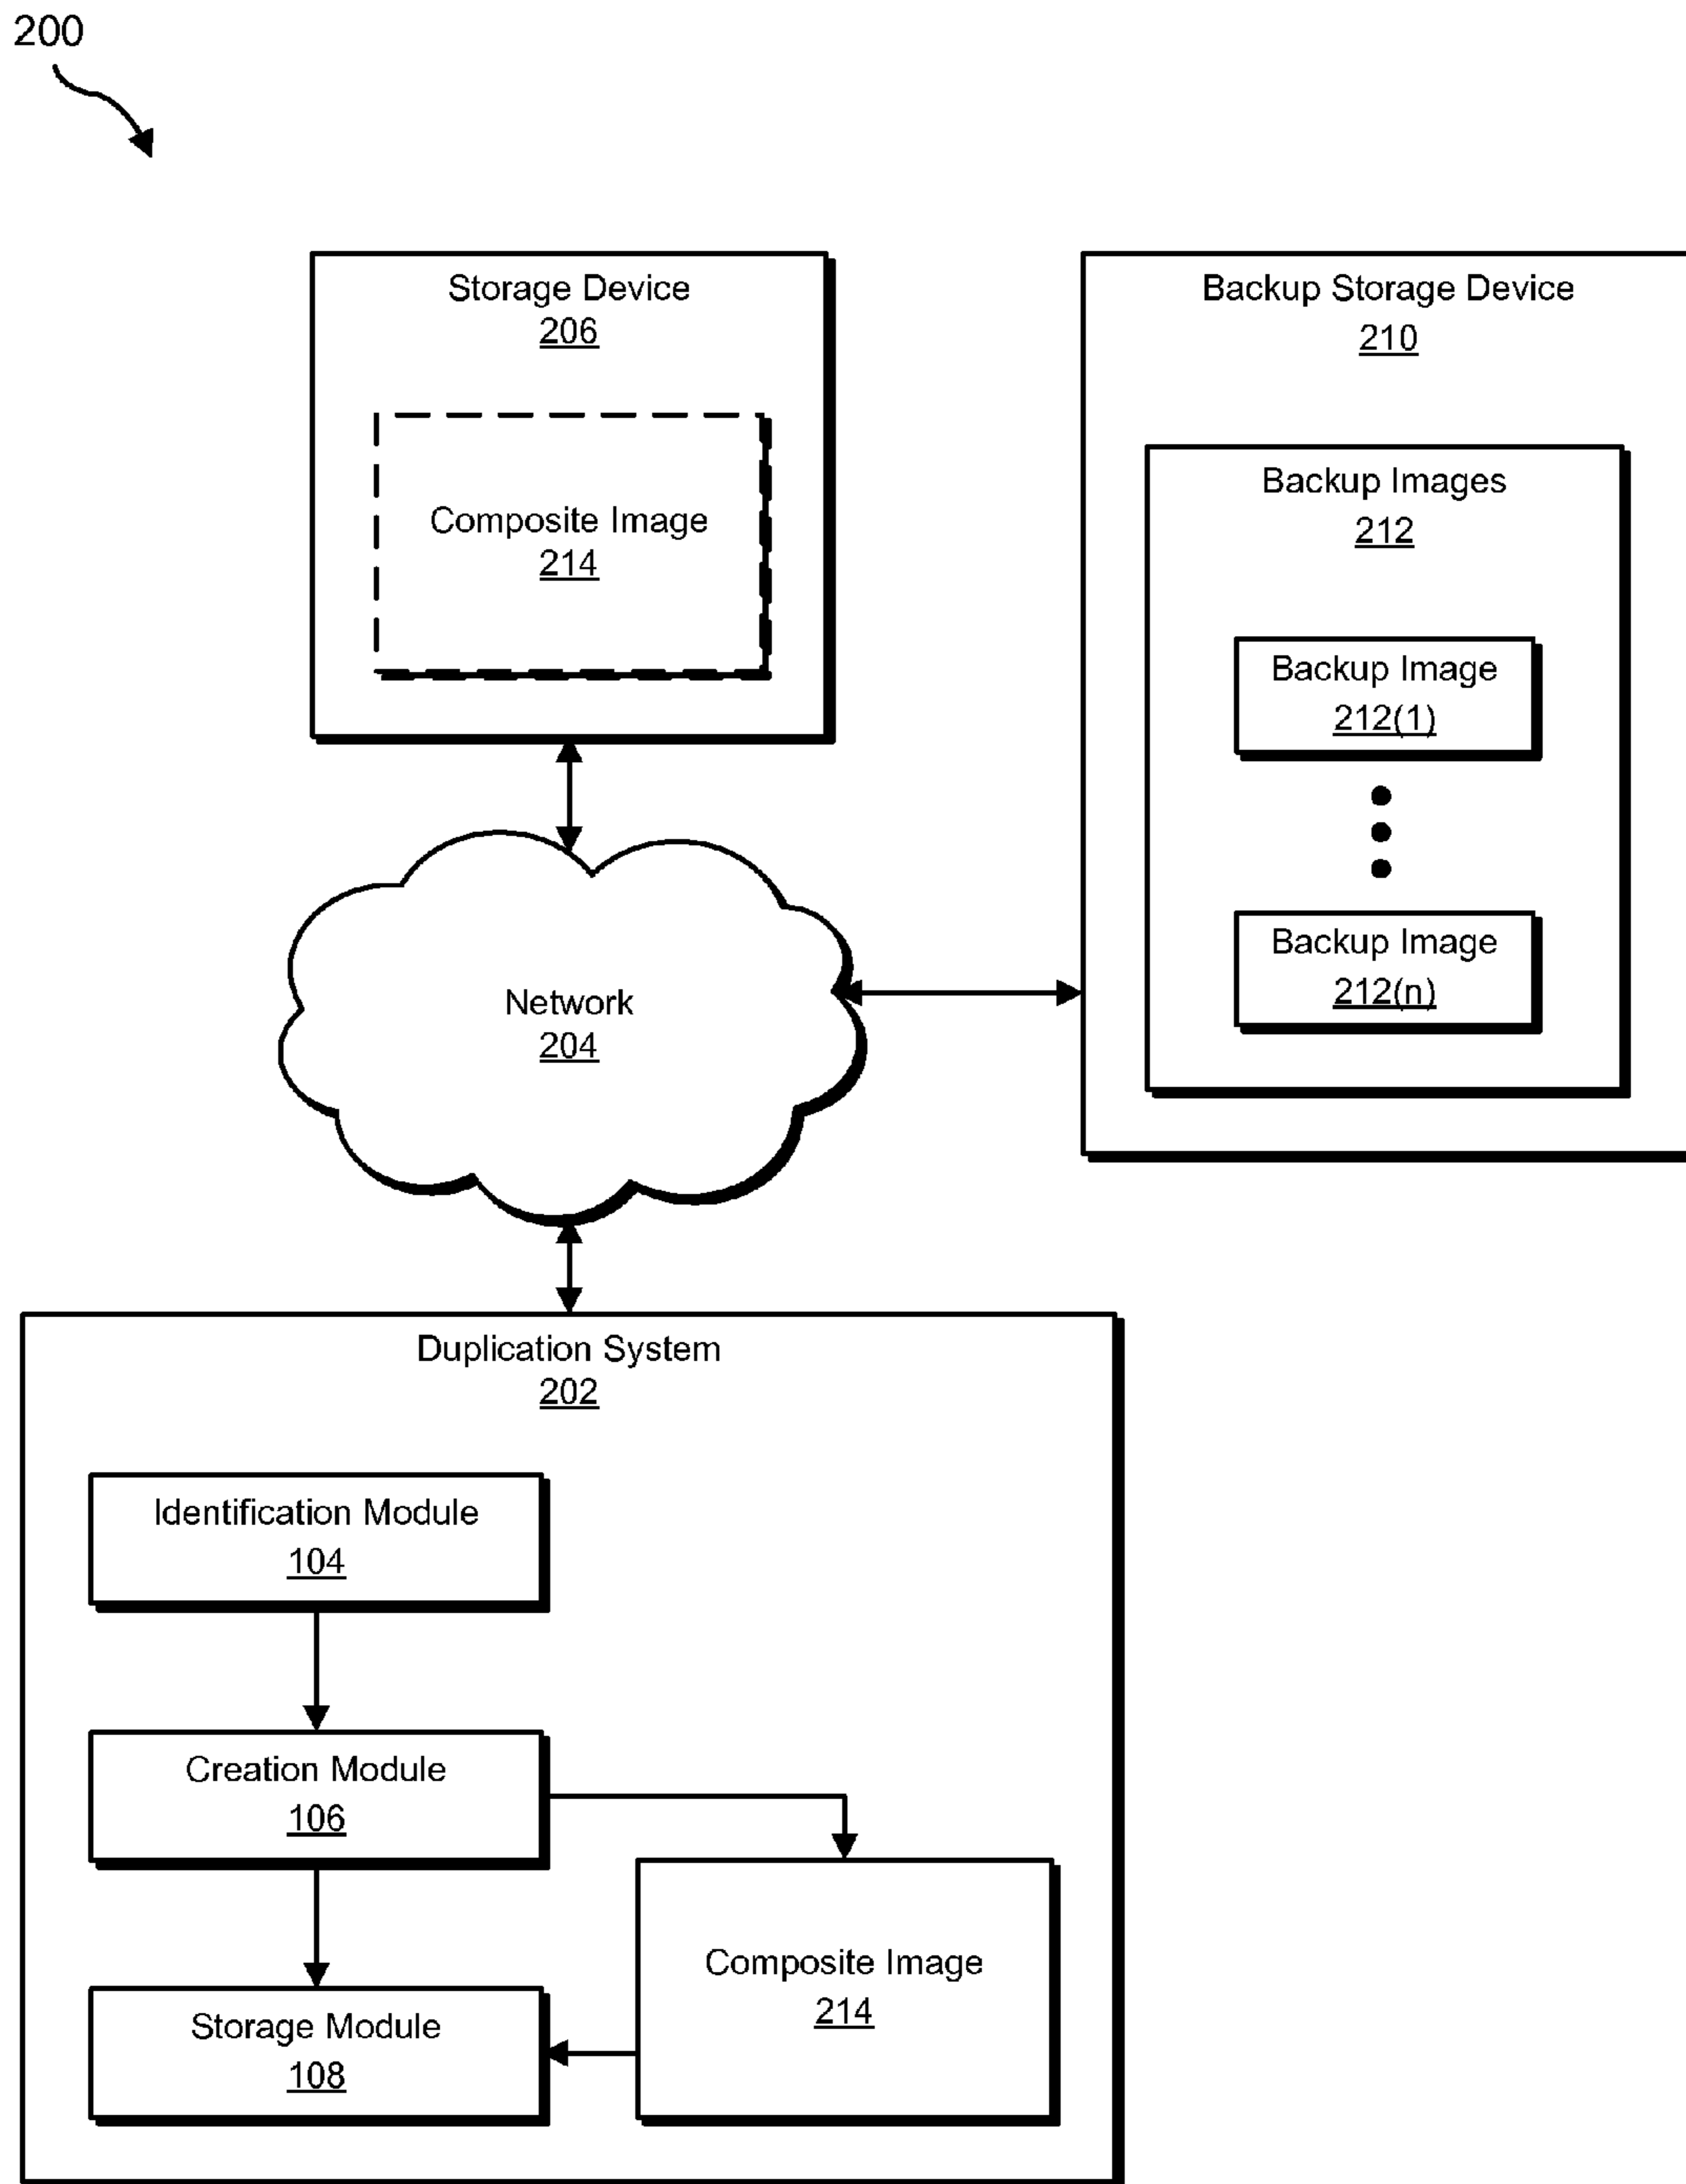 200
Storage Device
206
Composite Image
214
Backup Storage Device
210
Backup Images
212
Backup Image
212(1)
Backup Image
212(n)
Network
204
Duplication System
202
Identification Module
104
Creation Module
106
Composite Image
214
Storage Module
108